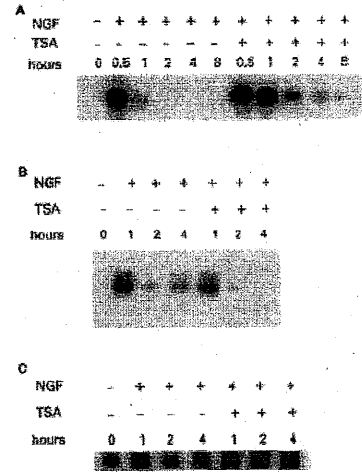 A
NGF - + + + + + + + + + +
TSA - - - - - - + + + + +
hours 0 0.5 1 2 4 8 0.5 1 2 4 8
B
NGF - + + + + + +
TSA - - - - + + +
hours 0 1 2 4 1 2 4
C
NGF - + + + + + +
TSA - - - - + + +
hours 0 1 2 4 1 2 4